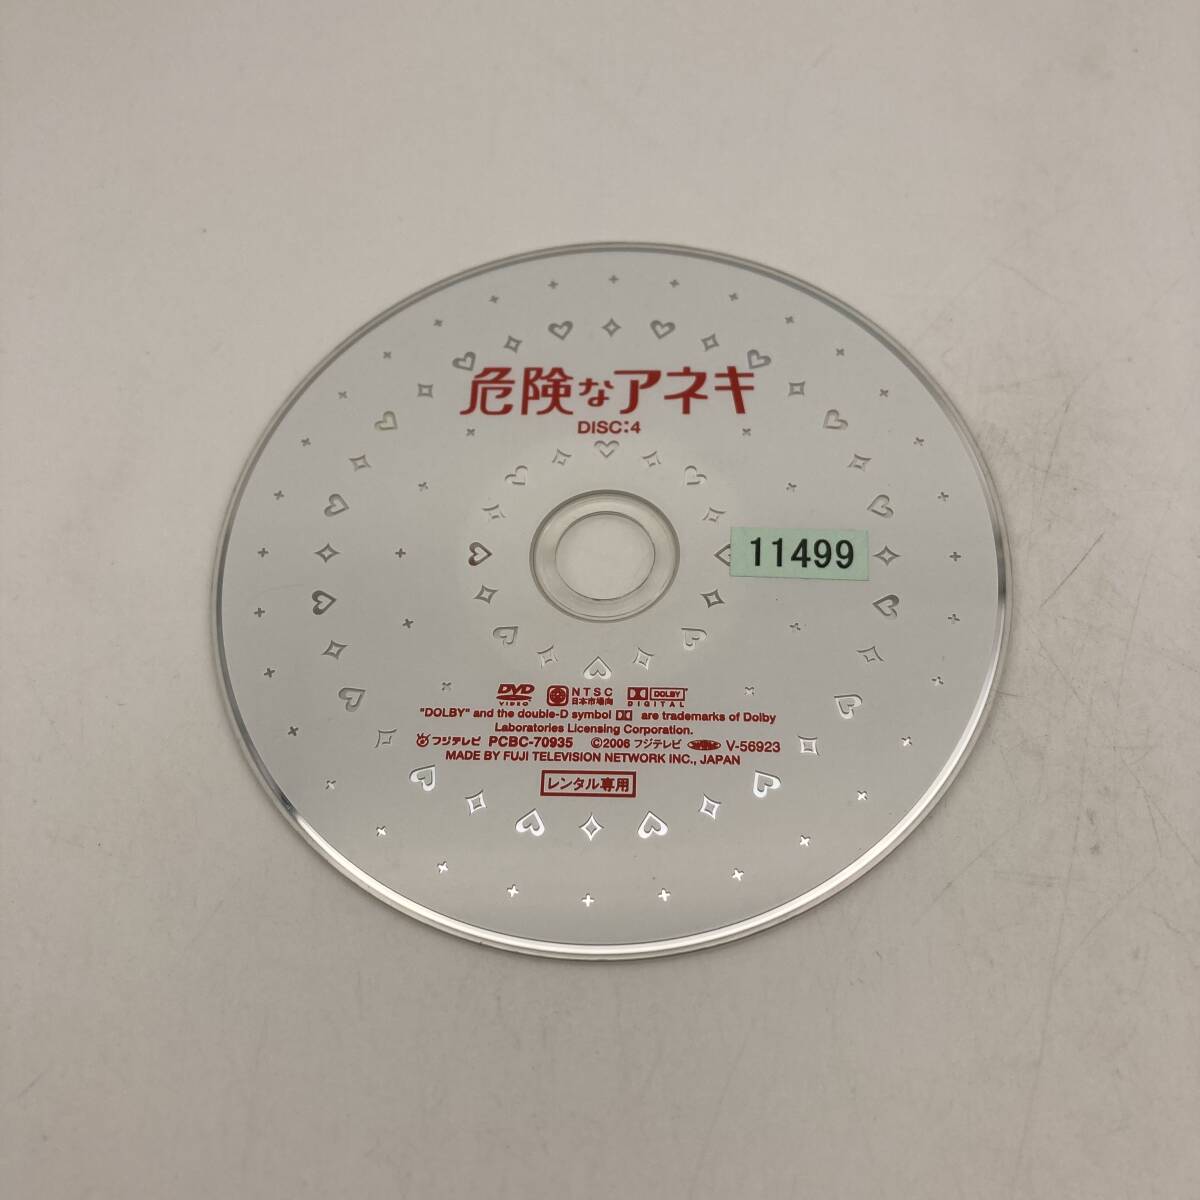 危険なアネキ
DISC:4
11499
DVD VIDEO NTSC 日本市場向 DOLBY DIGITAL
"DOLBY" and the double-D symbol are trademarks of Dolby
Laboratories Licensing Corporation.
フジテレビ PCBC-70935 ©2006 フジテレビ V-56923
MADE BY FUJI TELEVISION NETWORK INC., JAPAN
レンタル専用